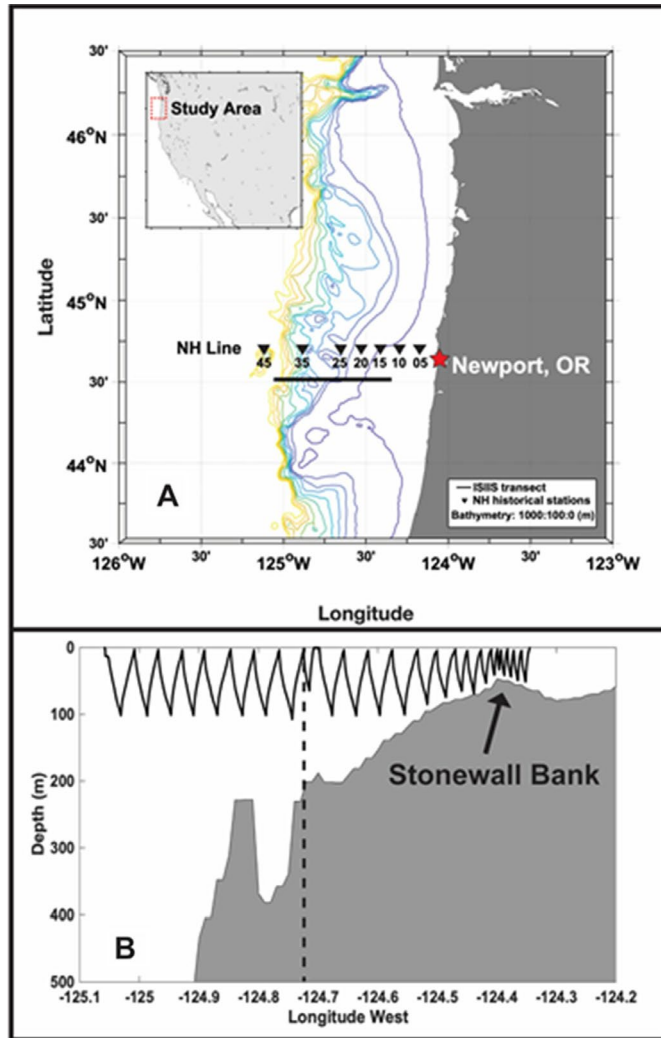 30'
Study Area
46°N
30'
45°N
Latitude
NH Line
45 35 25 20 15 10 05
Newport, OR
30'
44°N
A
ISIIS transect
NH historical stations
Bathymetry: 1000:100:0 (m)
30'
126°W 30' 125°W 30' 124°W 30' 123°W
Longitude
0
100
200
300
400
500
Depth (m)
Stonewall Bank
B
-125.1 -125 -124.9 -124.8 -124.7 -124.6 -124.5 -124.4 -124.3 -124.2
Longitude West